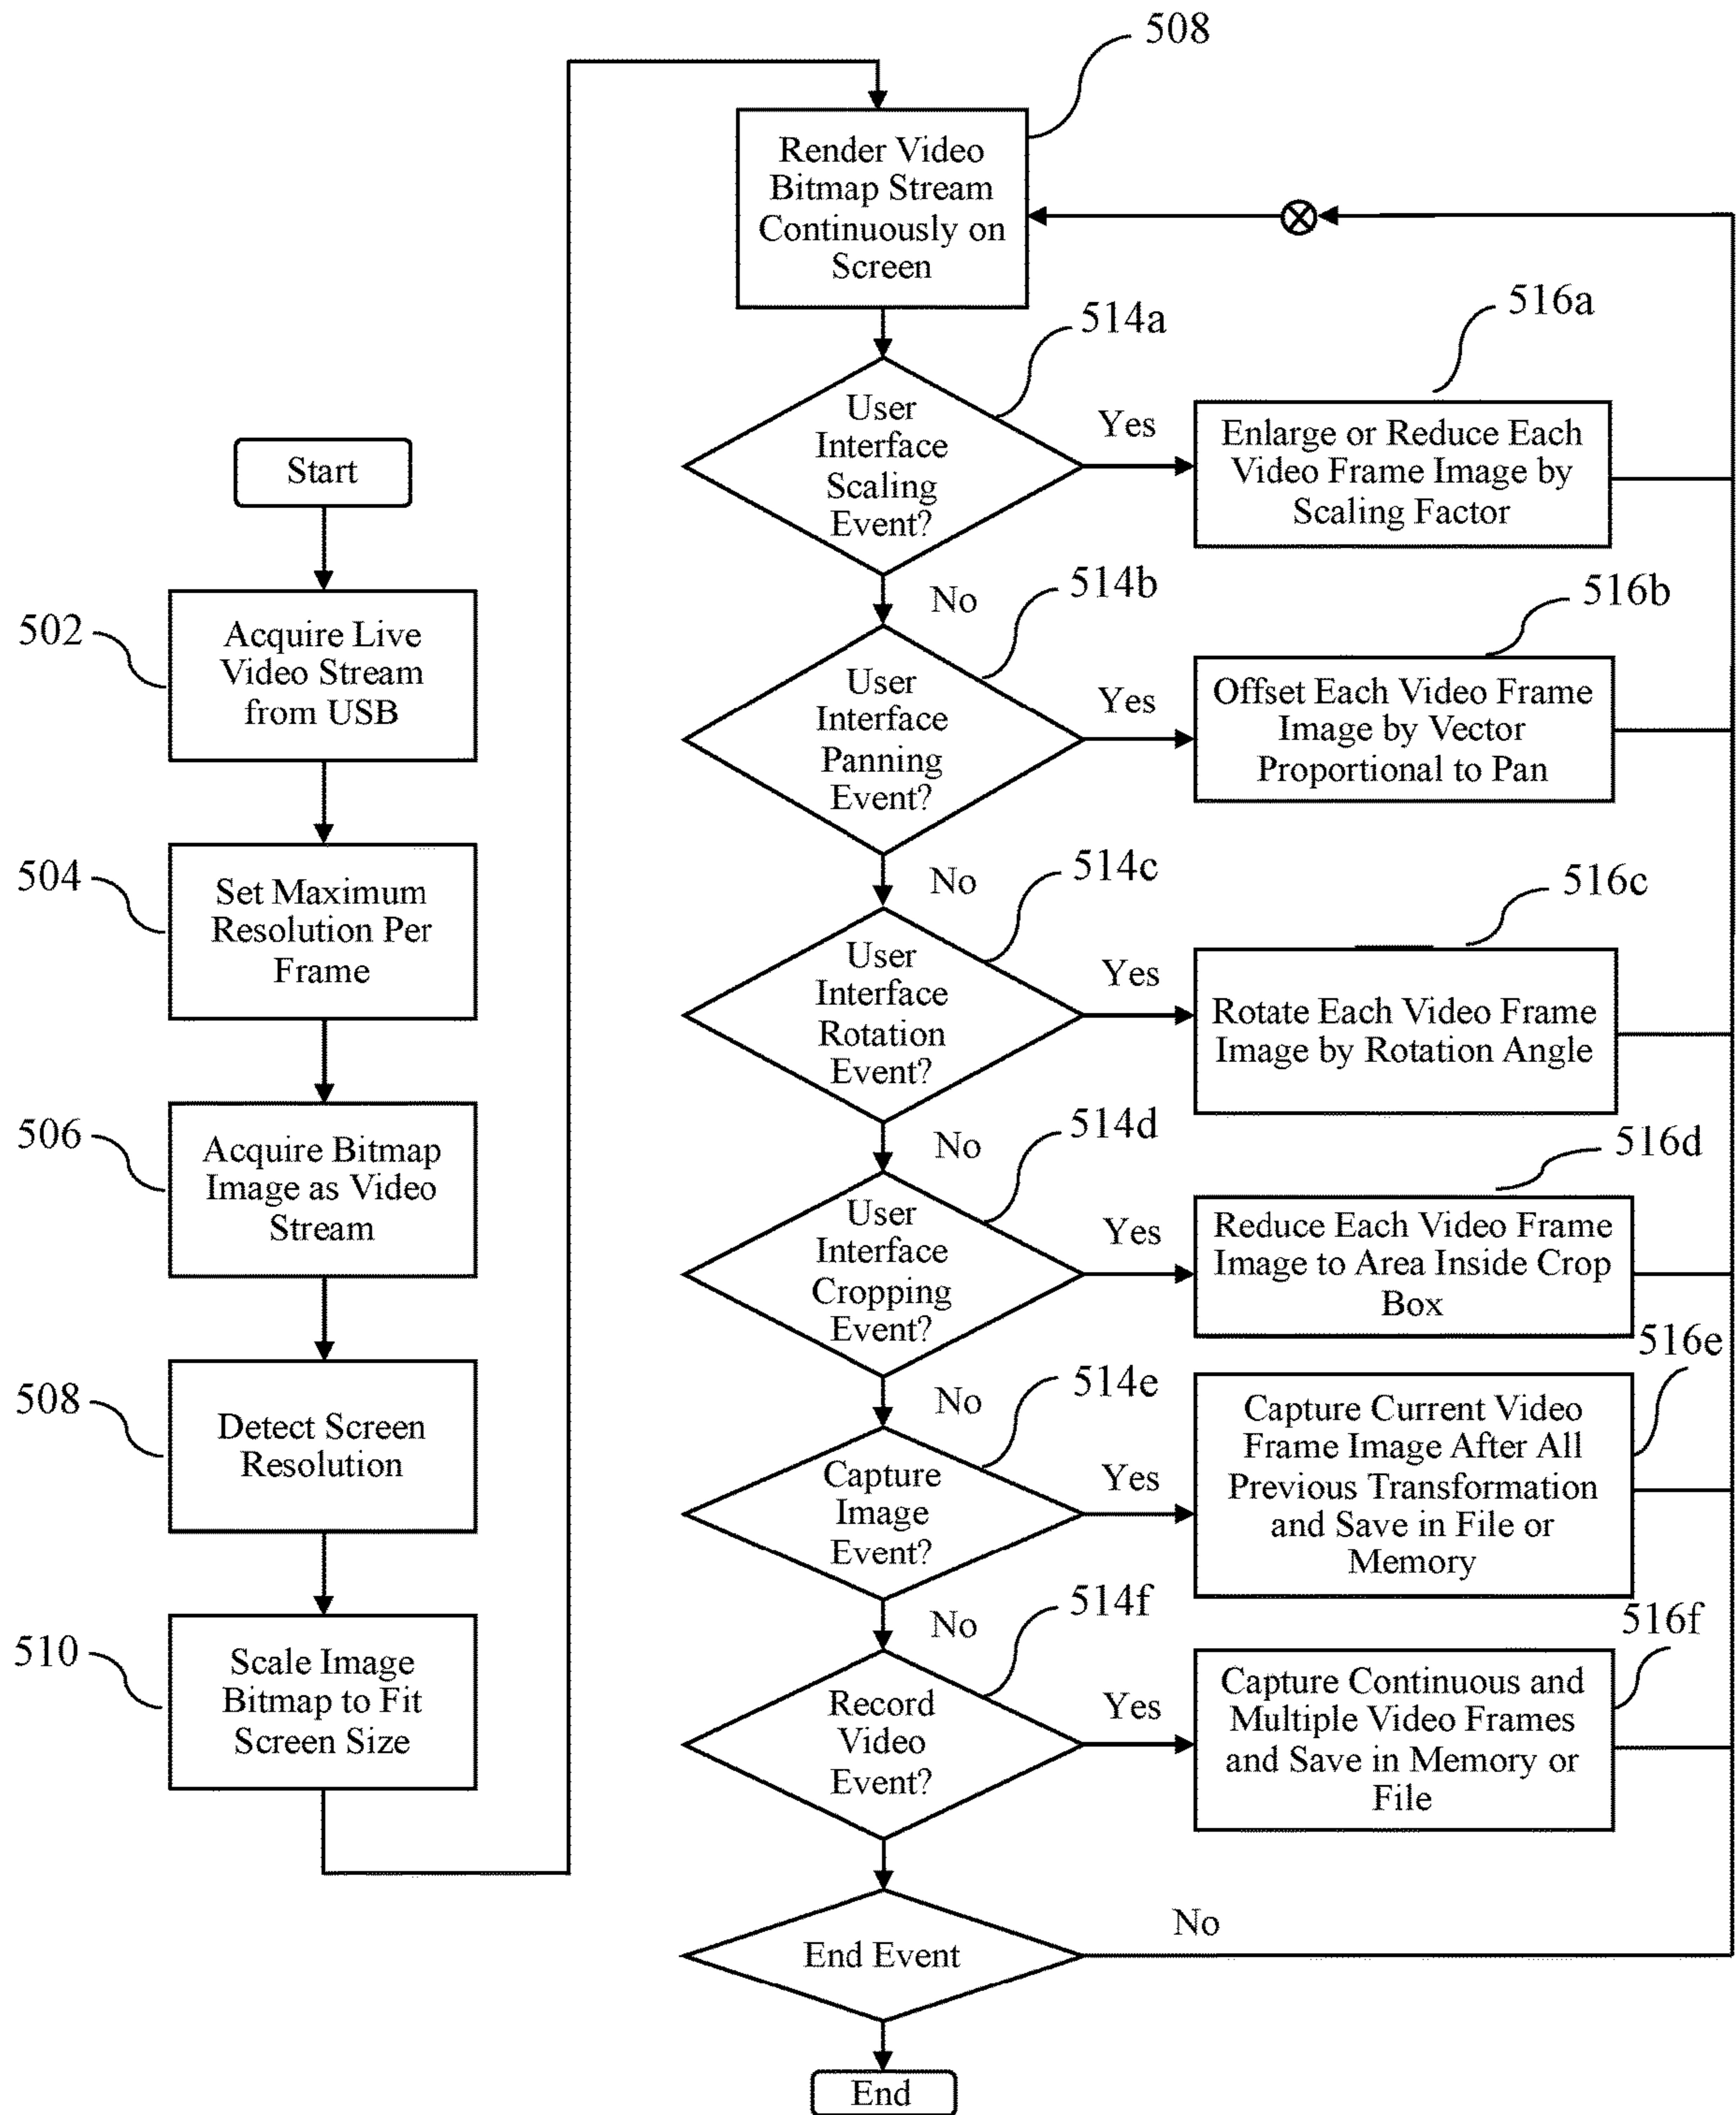 Start
502
Acquire Live
Video Stream
from USB
504
Set Maximum
Resolution Per
Frame
506
Acquire Bitmap
Image as Video
Stream
508
Detect Screen
Resolution
510
Scale Image
Bitmap to Fit
Screen Size
508
Render Video
Bitmap Stream
Continuously on
Screen
514a
User
Interface
Scaling
Event?
Yes
516a
Enlarge or Reduce Each
Video Frame Image by
Scaling Factor
No
514b
User
Interface
Panning
Event?
Yes
516b
Offset Each Video Frame
Image by Vector
Proportional to Pan
No
514c
User
Interface
Rotation
Event?
Yes
516c
Rotate Each Video Frame
Image by Rotation Angle
No
514d
User
Interface
Cropping
Event?
Yes
516d
Reduce Each Video Frame
Image to Area Inside Crop
Box
No
514e
Capture
Image
Event?
Yes
516e
Capture Current Video
Frame Image After All
Previous Transformation
and Save in File or
Memory
No
514f
Record
Video
Event?
Yes
516f
Capture Continuous and
Multiple Video Frames
and Save in Memory or
File
End Event
No
End